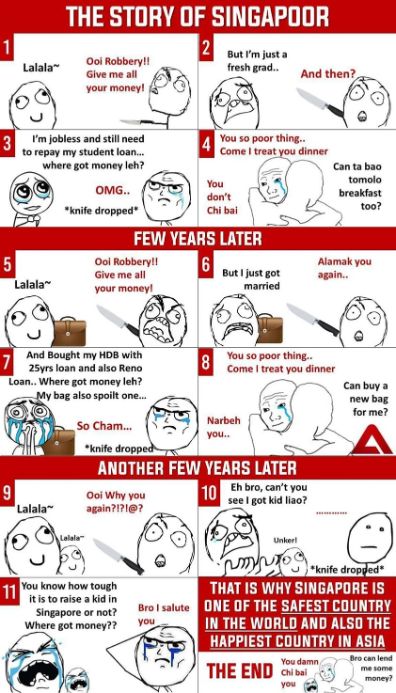 THE STORY OF SINGAPOOR
1
Lalala~
Ooi Robbery!!
Give me all
your money!
2
But I'm just a
fresh grad..
And then?
3
I'm jobless and still need
to repay my student loan...
where got money leh?
OMG..
*knife dropped*
4
You so poor thing..
Come I treat you dinner
You
don't
Chi bai
Can ta bao
tomolo
breakfast
too?
FEW YEARS LATER
5
Lalala~
Ooi Robbery!!
Give me all
your money!
6
But I just got
married
Alamak you
again..
7
And Bought my HDB with
25yrs loan and also Reno
Loan.. Where got money leh?
My bag also spoilt one...
So Cham...
*knife dropped
8
You so poor thing..
Come I treat you dinner
Narbeh
you..
Can buy a
new bag
for me?
ANOTHER FEW YEARS LATER
9
Lalala~
Lalala~
Ooi Why you
again?!?!@?
10
Eh bro, can't you
see I got kid liao?
............
Unker!
*knife dropped*
11
You know how tough
it is to raise a kid in
Singapore or not?
Where got money??
Bro I salute
you
THAT IS WHY SINGAPORE IS
ONE OF THE SAFEST COUNTRY
IN THE WORLD AND ALSO THE
HAPPIEST COUNTRY IN ASIA
THE END
You damn
Chi bai
you
Bro can lend
me some
money?